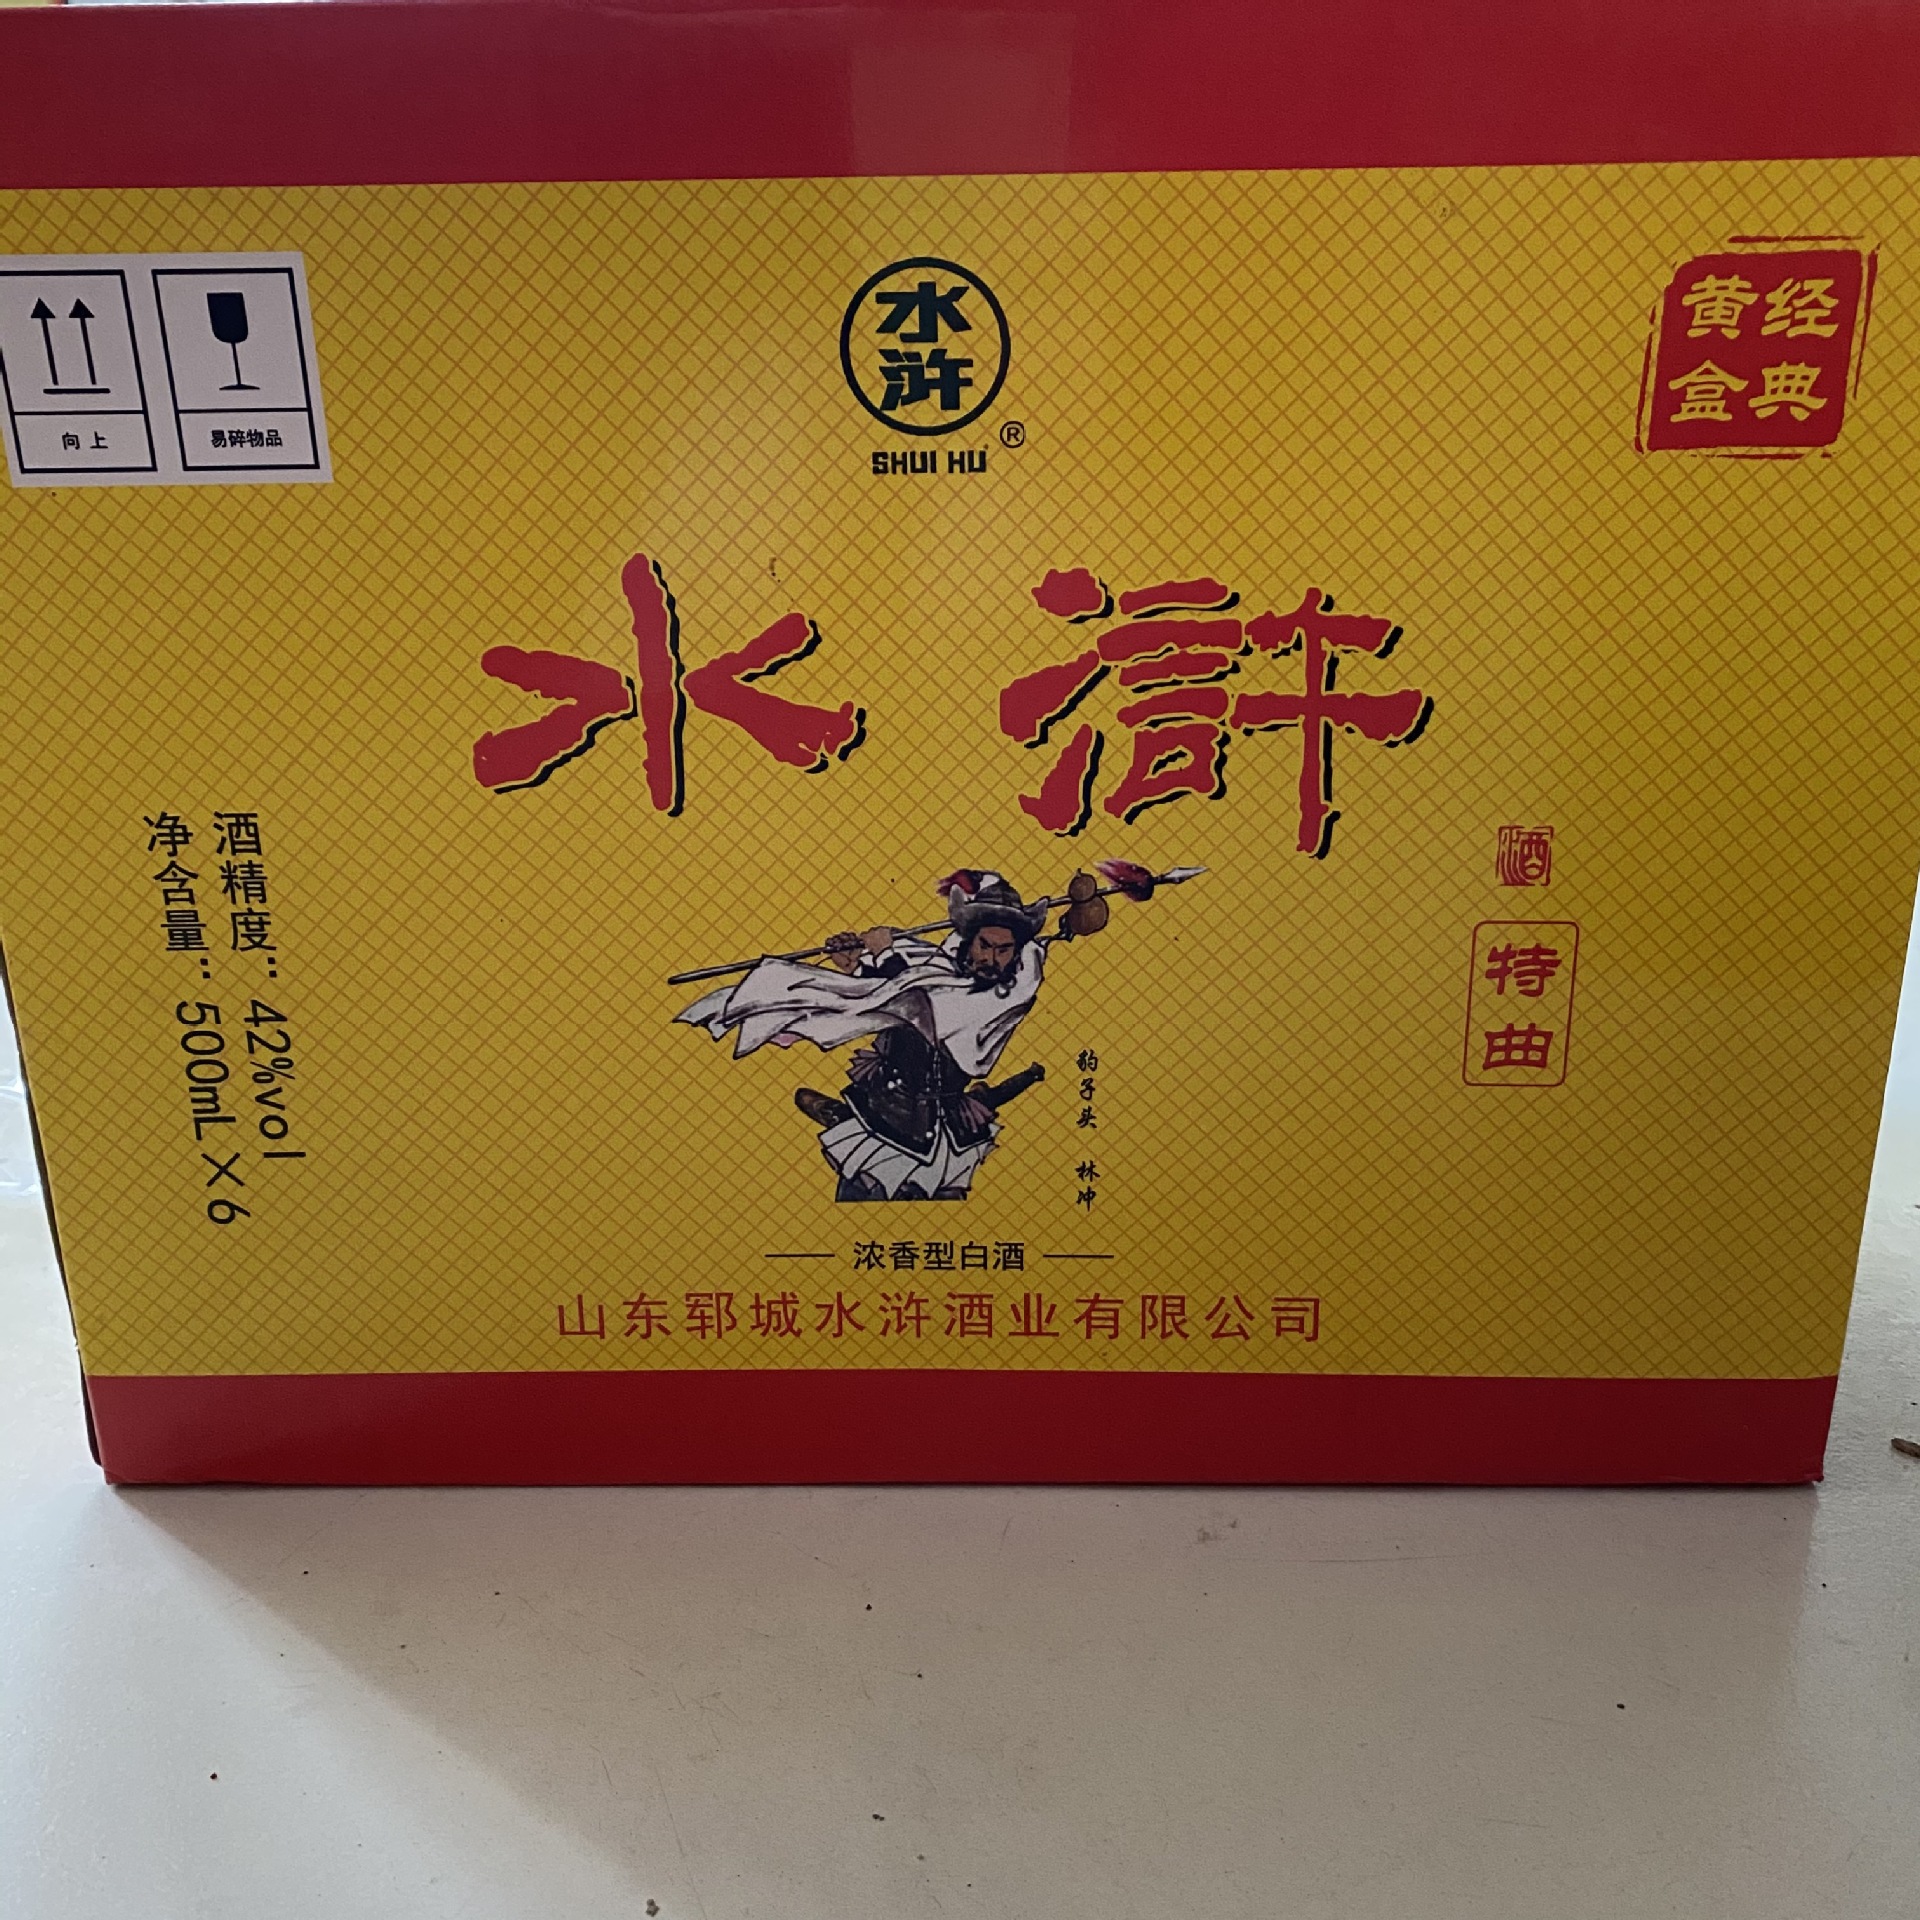 向上
易碎物品
水
浒
®
SHUI HU
经典
黄盒
水浒
酒
特曲
酒精度：42%vol
净含量：500mL×6
豹子头 林冲
浓香型白酒
山东郓城水浒酒业有限公司